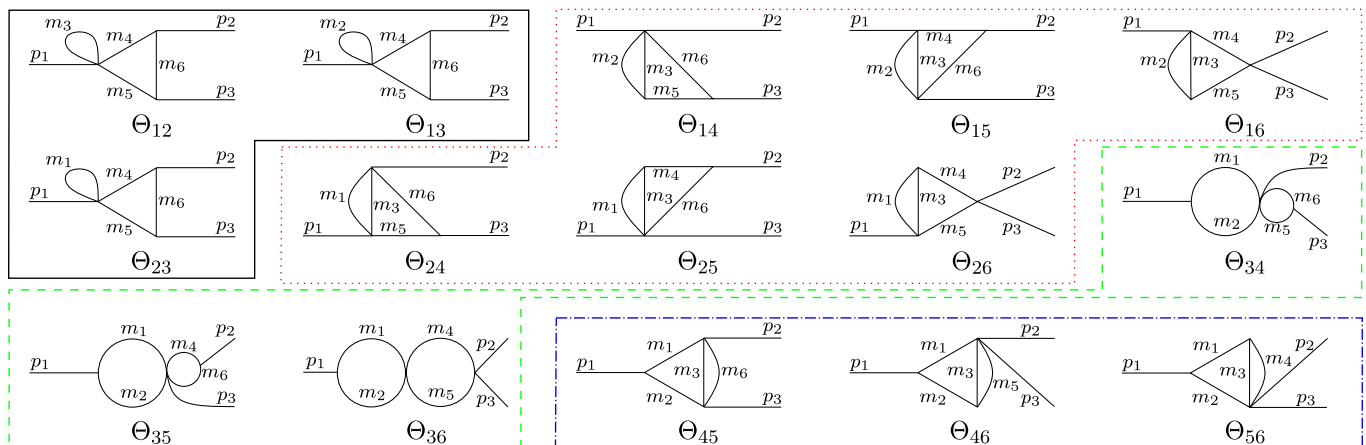 m₃ m₄ p₂
p₁ m₆
m₅ p₃
Θ₁₂
m₂ m₄ p₂
p₁ m₆
m₅ p₃
Θ₁₃
p₁ p₂
m₂ m₃ m₆
m₅ p₃
Θ₁₄
p₁ m₄ p₂
m₂ m₃ m₆
p₃
Θ₁₅
p₁ m₄ p₂
m₂ m₃
m₅ p₃
Θ₁₆
m₁ m₄ p₂
p₁ m₆
m₅ p₃
Θ₂₃
p₂
m₁ m₃ m₆
p₁ m₅ p₃
Θ₂₄
m₄ p₂
m₁ m₃ m₆
p₁ p₃
Θ₂₅
m₄ p₂
m₁ m₃
p₁ m₅ p₃
Θ₂₆
m₁ p₂
p₁ m₆
m₂ m₅ p₃
Θ₃₄
m₁ m₄ p₂
p₁ m₆
m₂ p₃
Θ₃₅
m₁ m₄ p₂
p₁
m₂ m₅ p₃
Θ₃₆
m₁ p₂
p₁ m₃ m₆
m₂ p₃
Θ₄₅
m₁ p₂
p₁ m₃ m₅
m₂ p₃
Θ₄₆
m₁ m₄ p₂
p₁ m₃
m₂ p₃
Θ₅₆